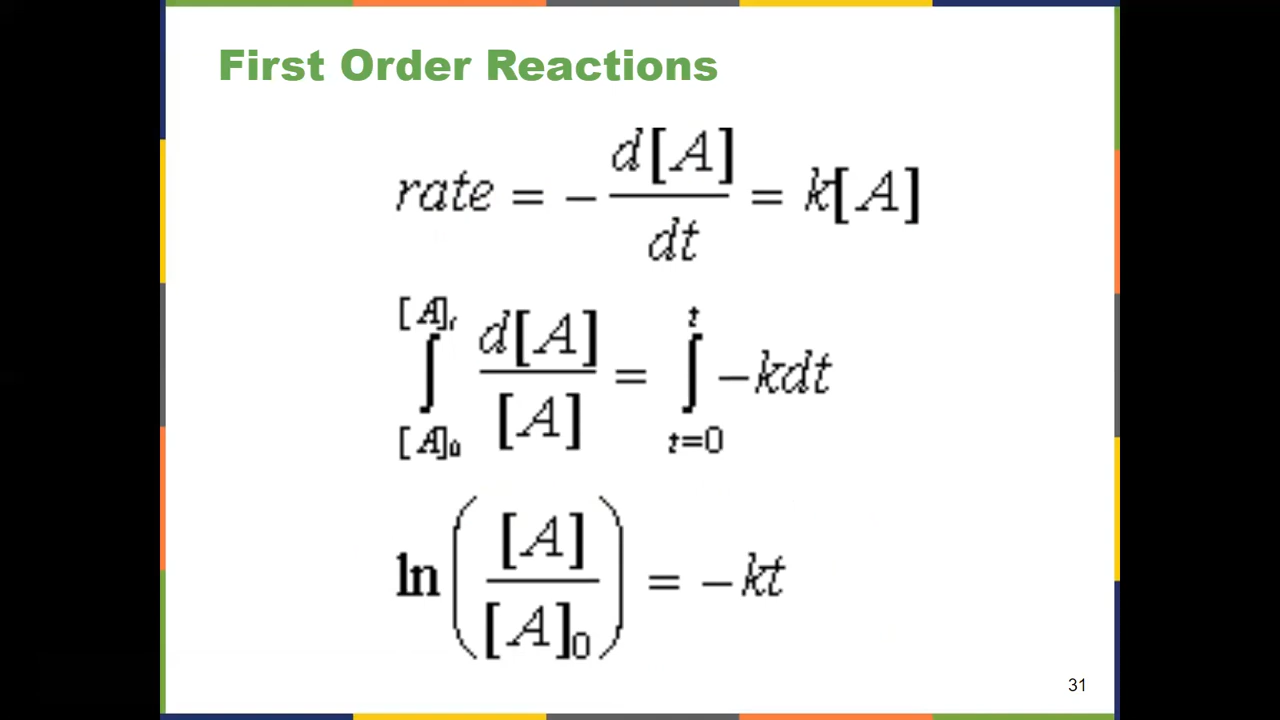 First Order Reactions
rate = − d[A]/dt = k[A]
∫_{[A]₀}^{[A]ₜ} d[A]/[A] = ∫_{t=0}^{t} −kdt
ln([A]/[A]₀) = −kt
31